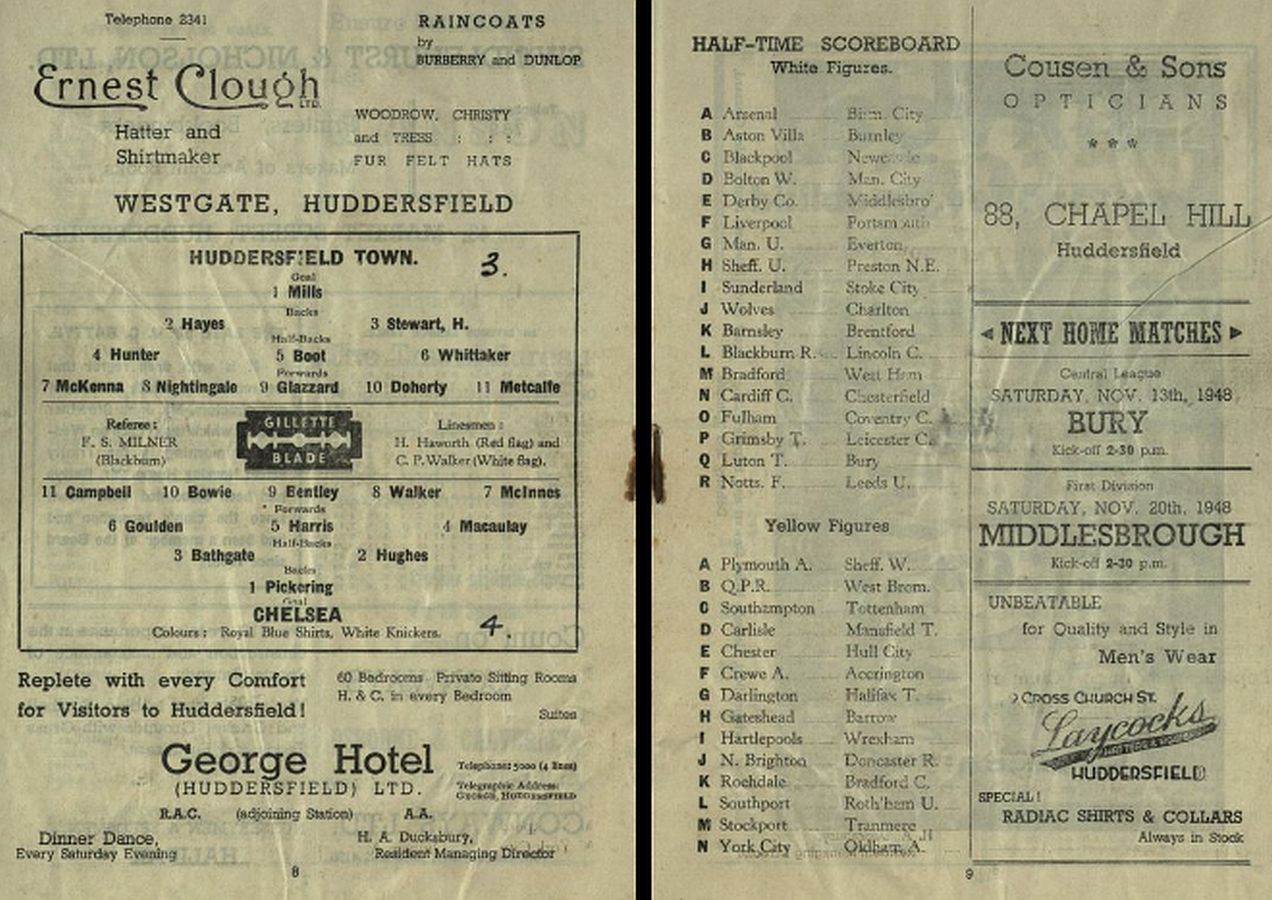 Telephone 2341
Ernest Clough LTD.
Hatter and
Shirtmaker
RAINCOATS
by
BURBERRY and DUNLOP
WOODROW, CHRISTY
and TRESS : : :
FUR FELT HATS
WESTGATE, HUDDERSFIELD
HUDDERSFIELD TOWN. 3.
Goal
1 Mills
Backs
2 Hayes 3 Stewart, H.
Half-Backs
4 Hunter 5 Boot 6 Whittaker
Forwards
7 McKenna 8 Nightingale 9 Glazzard 10 Doherty 11 Metcalfe
Referee :
F. S. MILNER
(Blackburn)
GILLETTE
BLADE
Linesmen :
H. Haworth (Red flag) and
C. P. Walker (White flag).
11 Campbell 10 Bowie 9 Bentley 8 Walker 7 McInnes
Forwards
6 Goulden 5 Harris 4 Macaulay
Half-Backs
3 Bathgate 2 Hughes
Backs
1 Pickering
Goal
CHELSEA
Colours : Royal Blue Shirts, White Knickers. 4.
Replete with every Comfort
for Visitors to Huddersfield!
60 Bedrooms Private Sitting Rooms
H. & C. in every Bedroom
Suites
George Hotel
(HUDDERSFIELD) LTD.
Telephone: 5000 (4 lines)
Telegraphic Address:
GEORGE, HUDDERSFIELD
R.A.C. (adjoining Station) A.A.
Dinner Dance,
Every Saturday Evening
H. A. Ducksbury,
Resident Managing Director
8
HALF-TIME SCOREBOARD
White Figures.
A Arsenal Birm. City
B Aston Villa Burnley
C Blackpool Newcastle
D Bolton W. Man. City
E Derby Co. Middlesbro'
F Liverpool Portsmouth
G Man. U. Everton
H Sheff. U. Preston N.E.
I Sunderland Stoke City
J Wolves Charlton
K Barnsley Brentford
L Blackburn R. Lincoln C.
M Bradford West Ham
N Cardiff C. Chesterfield
O Fulham Coventry C.
P Grimsby T. Leicester C.
Q Luton T. Bury
R Notts. F. Leeds U.
Yellow Figures
A Plymouth A. Sheff. W.
B Q.P.R. West Brom.
C Southampton Tottenham
D Carlisle Mansfield T.
E Chester Hull City
F Crewe A. Accrington
G Darlington Halifax T.
H Gateshead Barrow
I Hartlepools Wrexham
J N. Brighton Doncaster R.
K Rochdale Bradford C.
L Southport Roth'ham U.
M Stockport Tranmere
N York City Oldham A.
Cousen & Sons
OPTICIANS
* * *
88, CHAPEL HILL
Huddersfield
NEXT HOME MATCHES
Central League
SATURDAY, NOV. 13th, 1948
BURY
Kick-off 2-30 p.m.
First Division
SATURDAY, NOV. 20th, 1948
MIDDLESBROUGH
Kick-off 2-30 p.m.
UNBEATABLE
for Quality and Style in
Men's Wear
CROSS CHURCH ST.
Laycocks
HUDDERSFIELD
SPECIAL!
RADIAC SHIRTS & COLLARS
Always in Stock
9